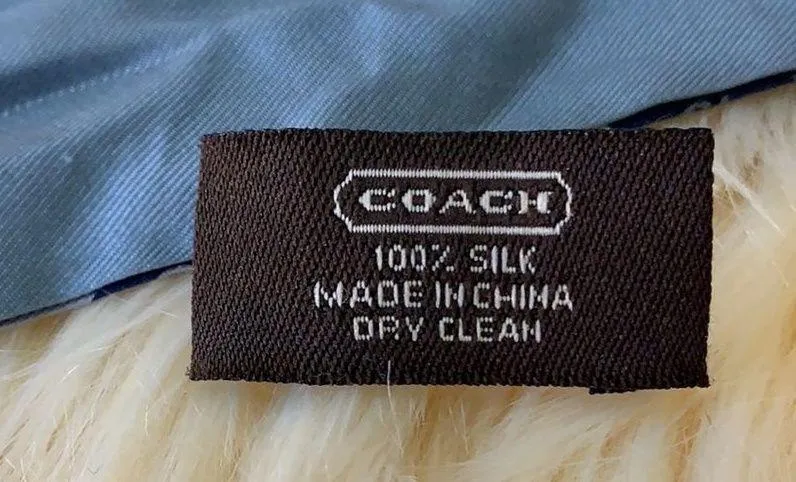 COACH
100% SILK
MADE IN CHINA
DRY CLEAN